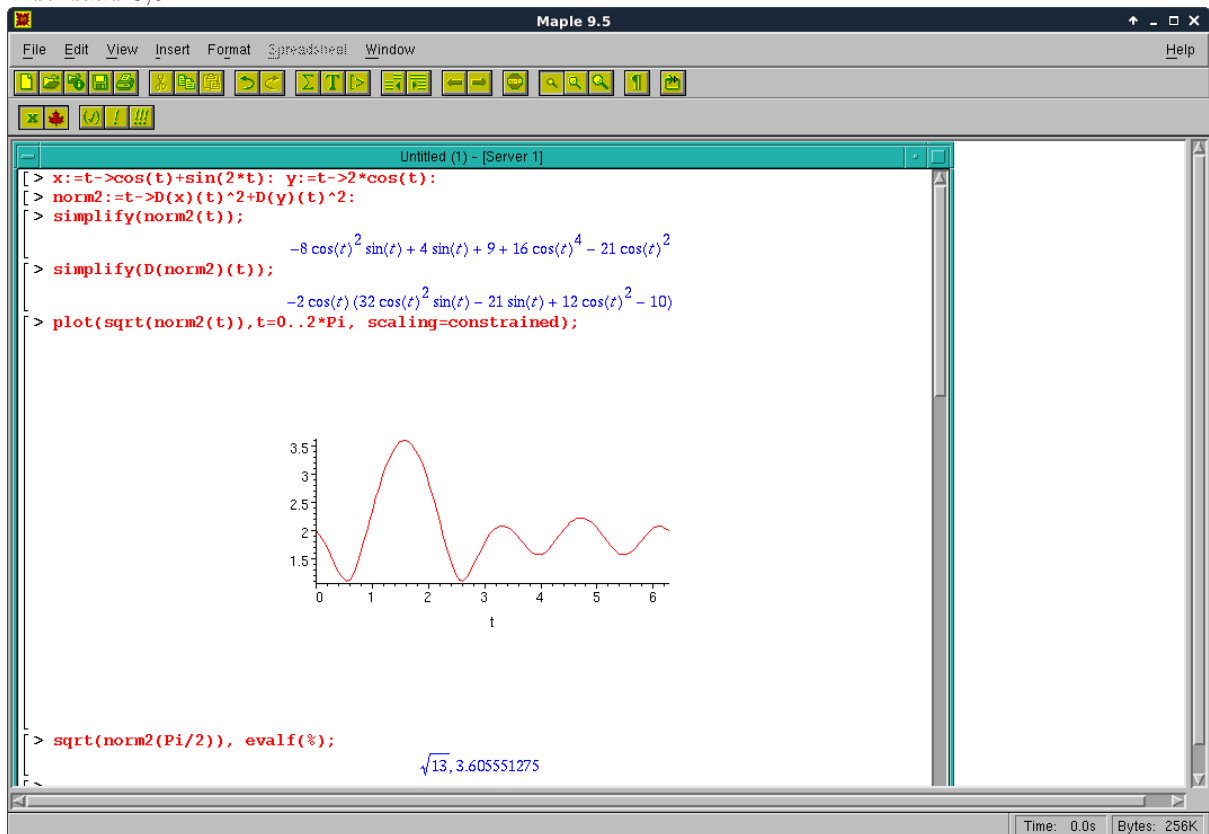 Maple 9.5
File Edit View Insert Format Spreadsheet Window Help
Untitled (1) - [Server 1]
[> x:=t->cos(t)+sin(2*t): y:=t->2*cos(t):
[> norm2:=t->D(x)(t)^2+D(y)(t)^2:
[> simplify(norm2(t));
-8 cos(t)^2 sin(t) + 4 sin(t) + 9 + 16 cos(t)^4 - 21 cos(t)^2
[> simplify(D(norm2)(t));
-2 cos(t) (32 cos(t)^2 sin(t) - 21 sin(t) + 12 cos(t)^2 - 10)
[> plot(sqrt(norm2(t)),t=0..2*Pi, scaling=constrained);
3.5
3
2.5
2
1.5
0 1 2 3 4 5 6
t
[> sqrt(norm2(Pi/2)), evalf(%);
√13, 3.605551275
[>
Time: 0.0s Bytes: 256K